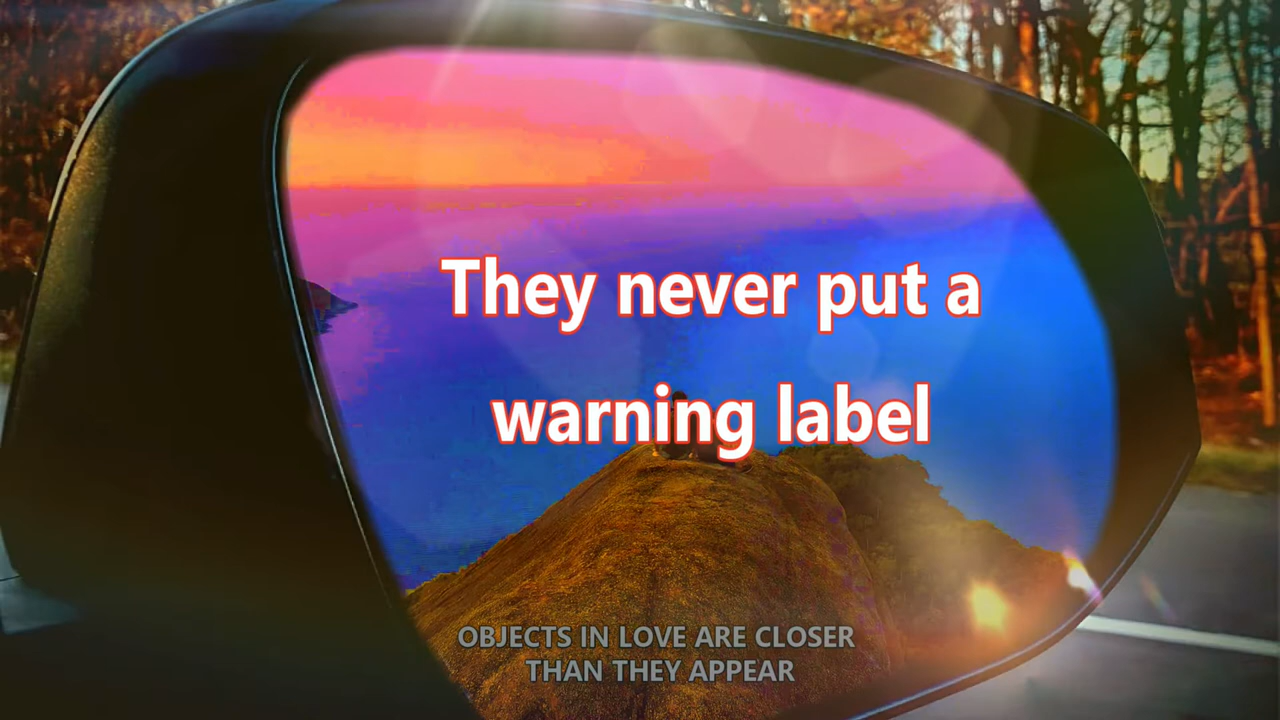 They never put a
warning label
OBJECTS IN LOVE ARE CLOSER
THAN THEY APPEAR